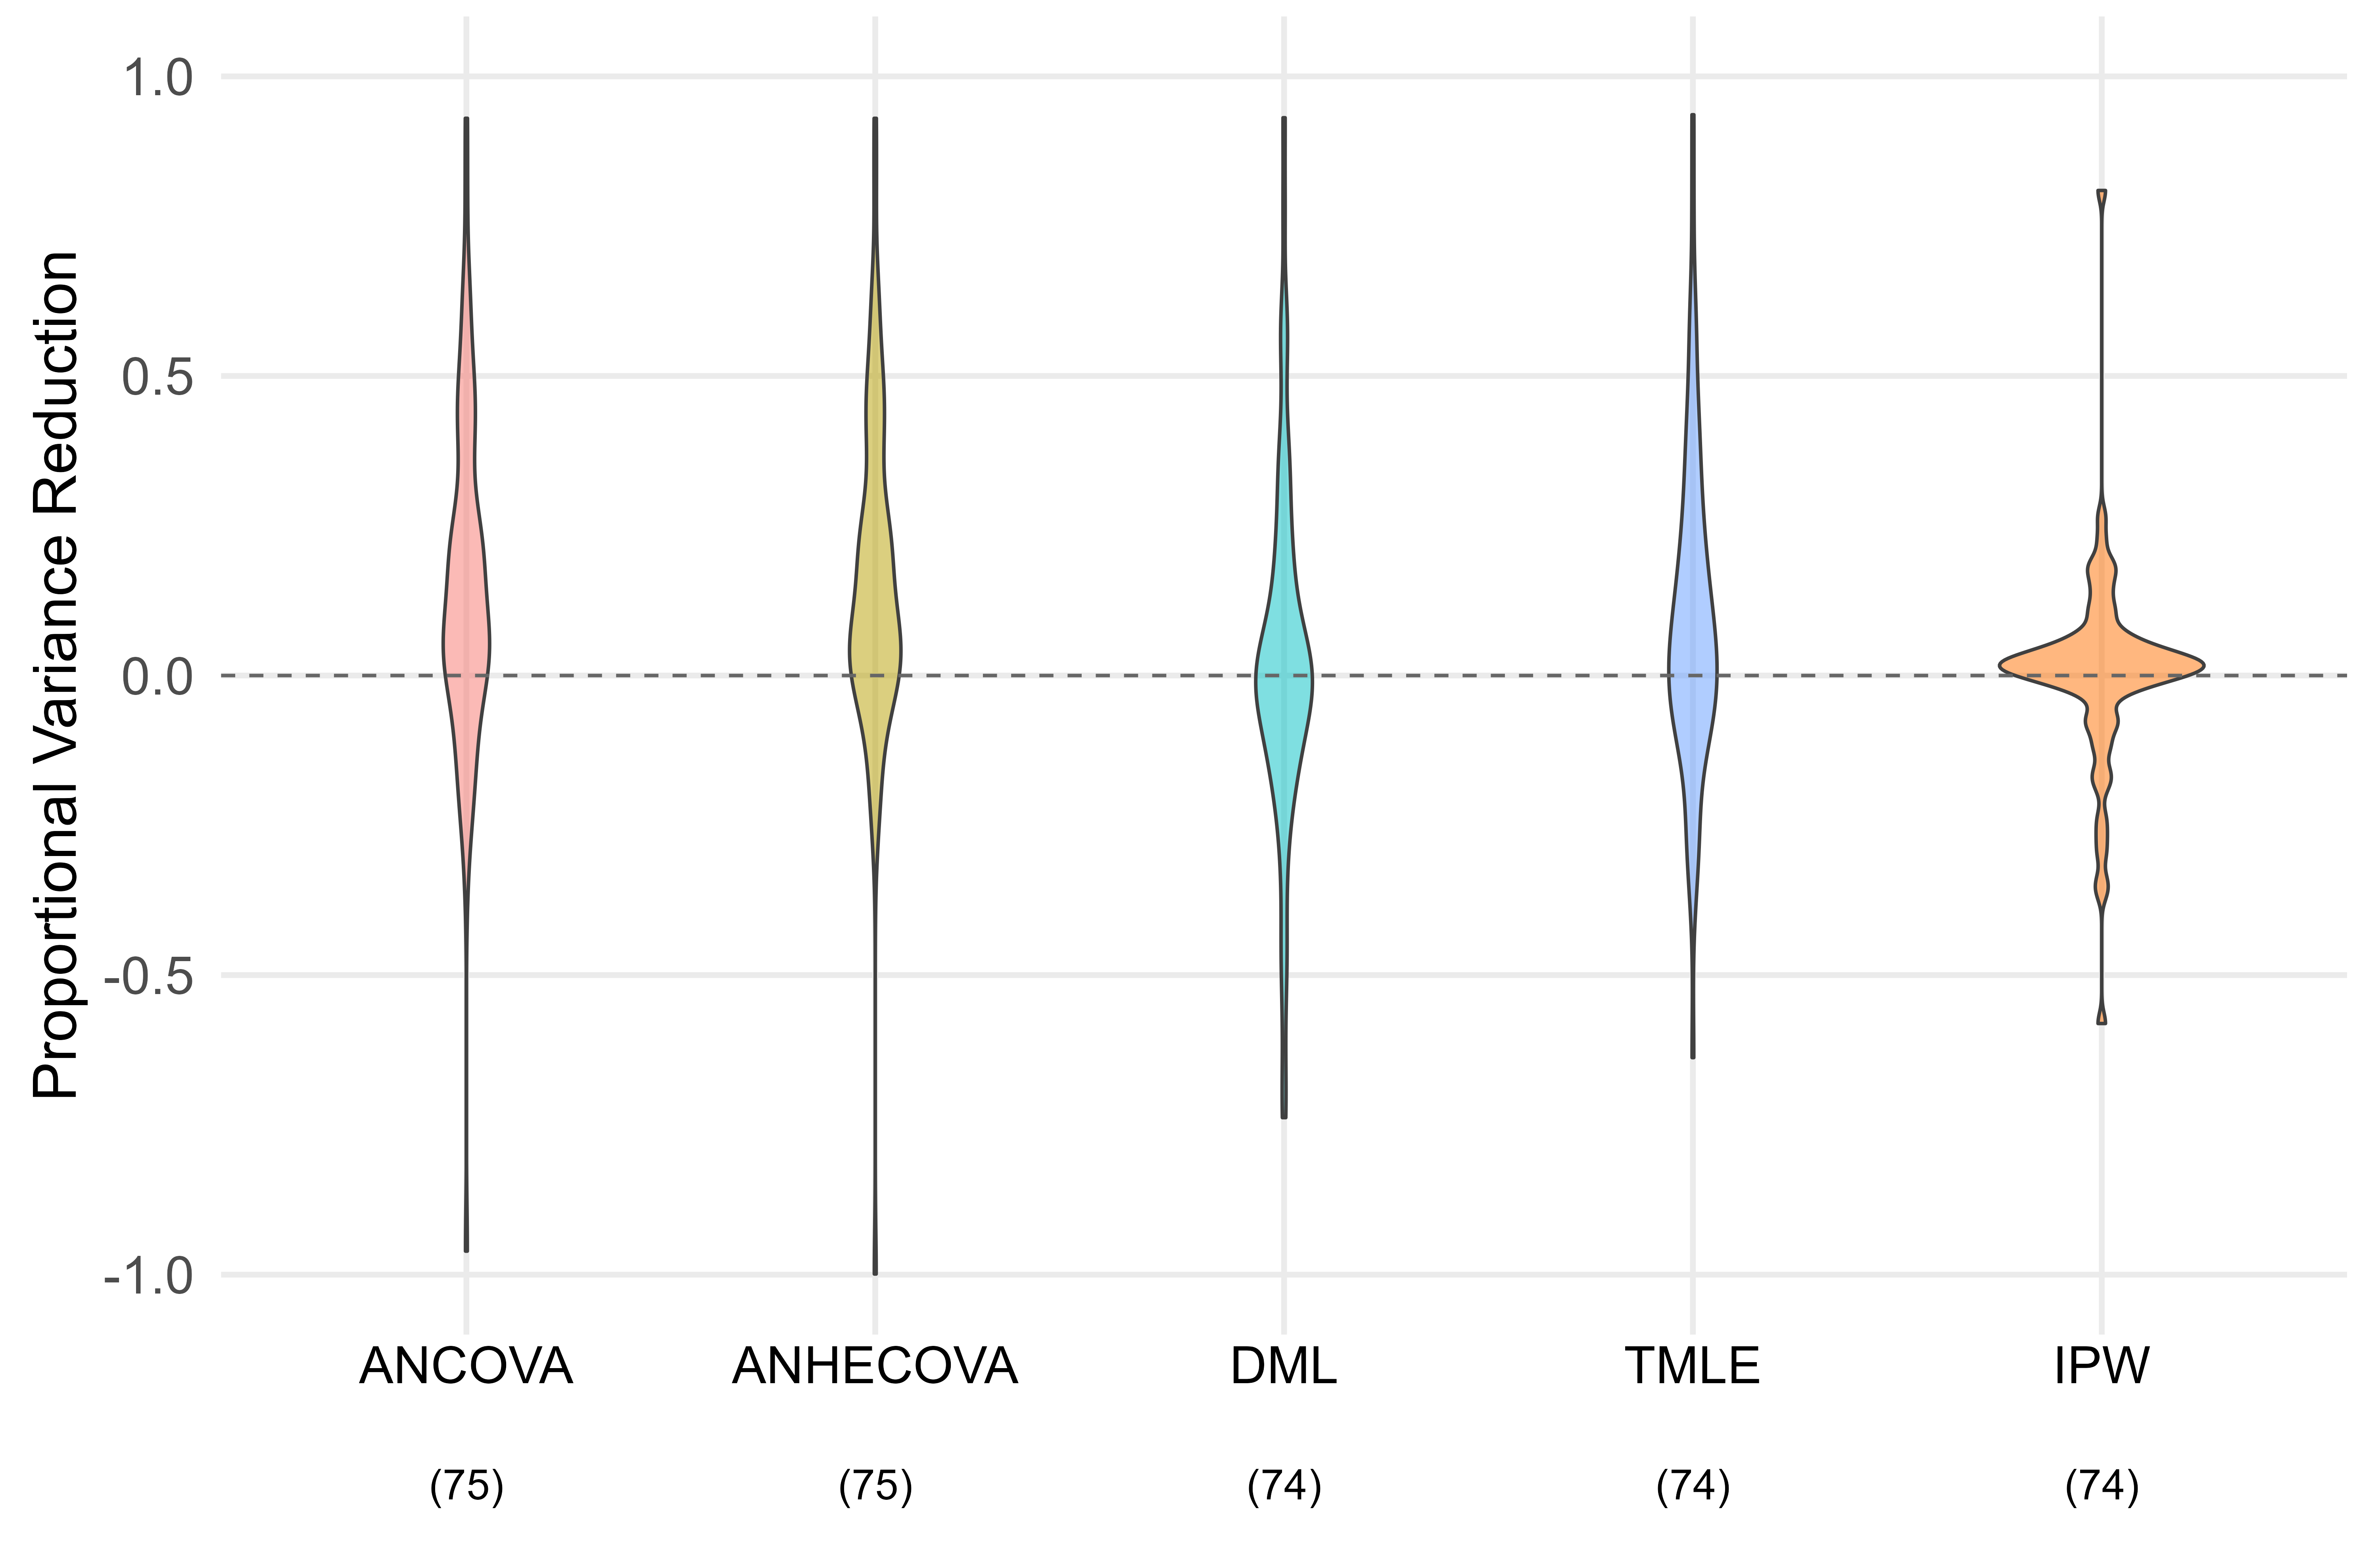 Proportional Variance Reduction
1.0
0.5
0.0
-0.5
-1.0
ANCOVA ANHECOVA DML TMLE IPW
(75) (75) (74) (74) (74)